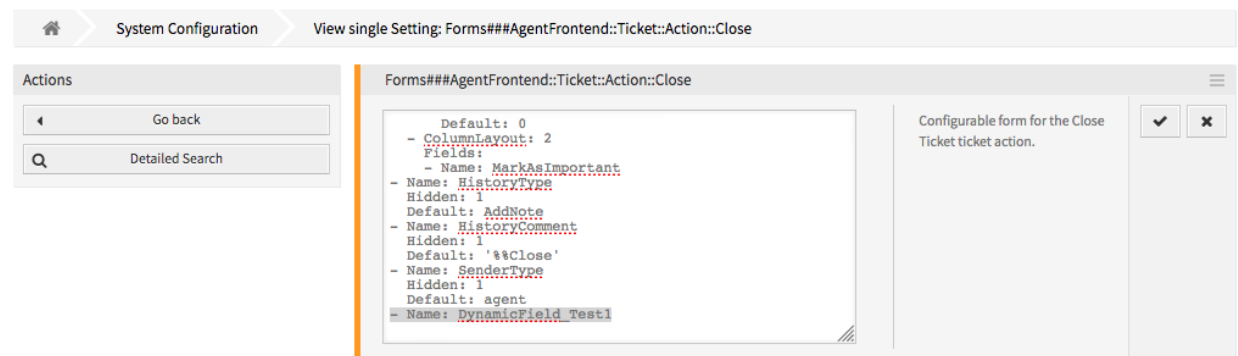 System Configuration
View single Setting: Forms###AgentFrontend::Ticket::Action::Close
Actions
Go back
Detailed Search
Forms###AgentFrontend::Ticket::Action::Close
Default: 0
- ColumnLayout: 2
Fields:
- Name: MarkAsImportant
- Name: HistoryType
Hidden: 1
Default: AddNote
- Name: HistoryComment
Hidden: 1
Default: '%%Close'
- Name: SenderType
Hidden: 1
Default: agent
- Name: DynamicField_Test1
Configurable form for the Close
Ticket ticket action.